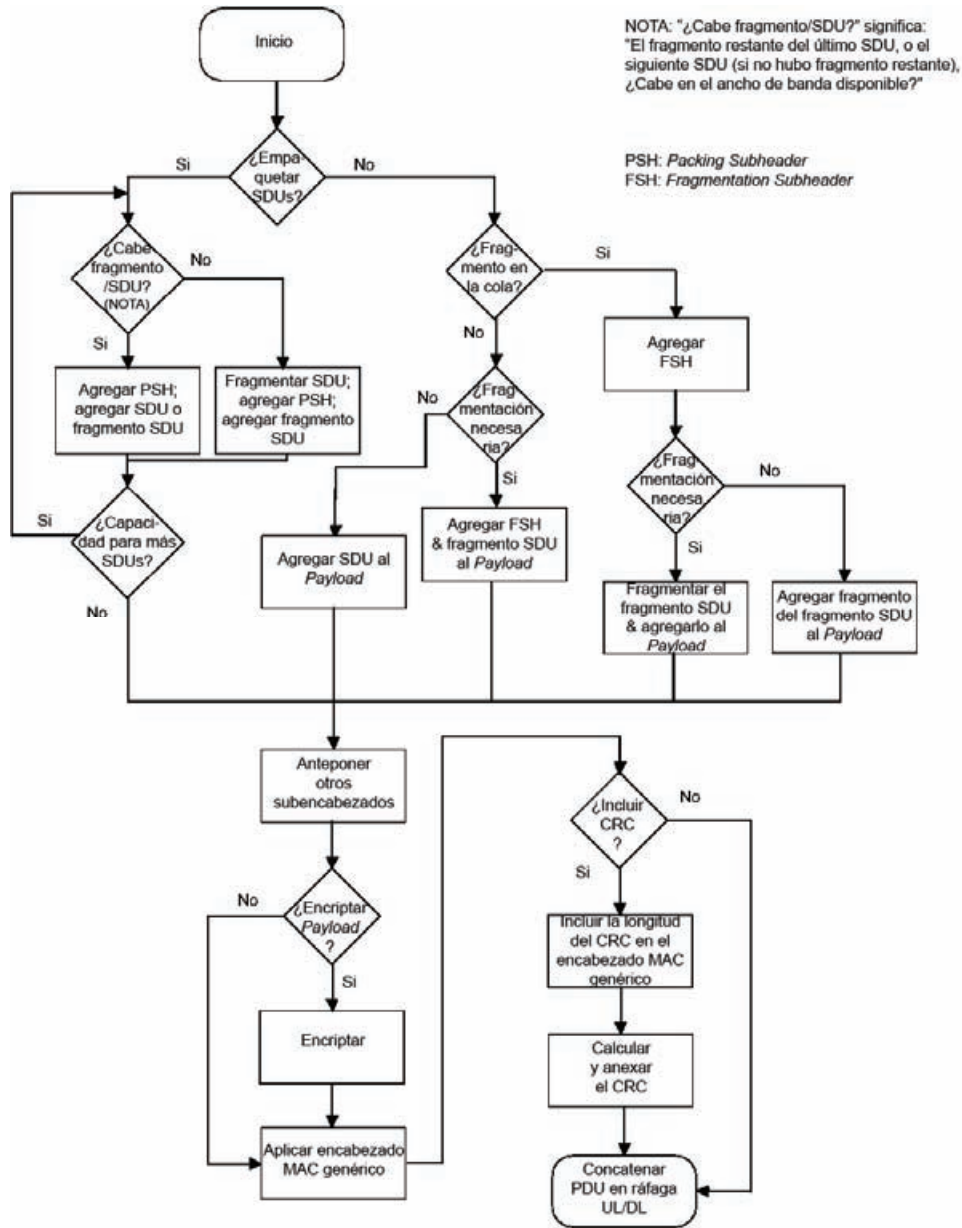 Inicio
NOTA: "¿Cabe fragmento/SDU?" significa:
"El fragmento restante del último SDU, o el
siguiente SDU (si no hubo fragmento restante),
¿Cabe en el ancho de banda disponible?"
PSH: Packing Subheader
FSH: Fragmentation Subheader
¿Empa-
quetar
SDUs?
Si
No
¿Cabe
fragmento
/SDU?
(NOTA)
No
Si
¿Frag-
mento en
la cola?
Si
No
Agregar
FSH
Agregar PSH;
agregar SDU o
fragmento SDU
Fragmentar SDU;
agregar PSH;
agregar fragmento
SDU
No
¿Frag-
mentación
necesa
ria?
Si
¿Frag-
mentación
necesa
ria?
No
Si
Si
¿Capaci-
dad para más
SDUs?
No
Agregar SDU al
Payload
Agregar FSH
& fragmento SDU
al Payload
Fragmentar el
fragmento SDU
& agregarlo al
Payload
Agregar fragmento
del fragmento SDU
al Payload
Anteponer
otros
subencabezados
¿Encriptar
Payload
?
No
Si
Encriptar
Aplicar encabezado
MAC genérico
¿Incluir
CRC
?
No
Si
Incluir la longitud
del CRC en el
encabezado MAC
genérico
Calcular
y anexar
el CRC
Concatenar
PDU en ráfaga
UL/DL